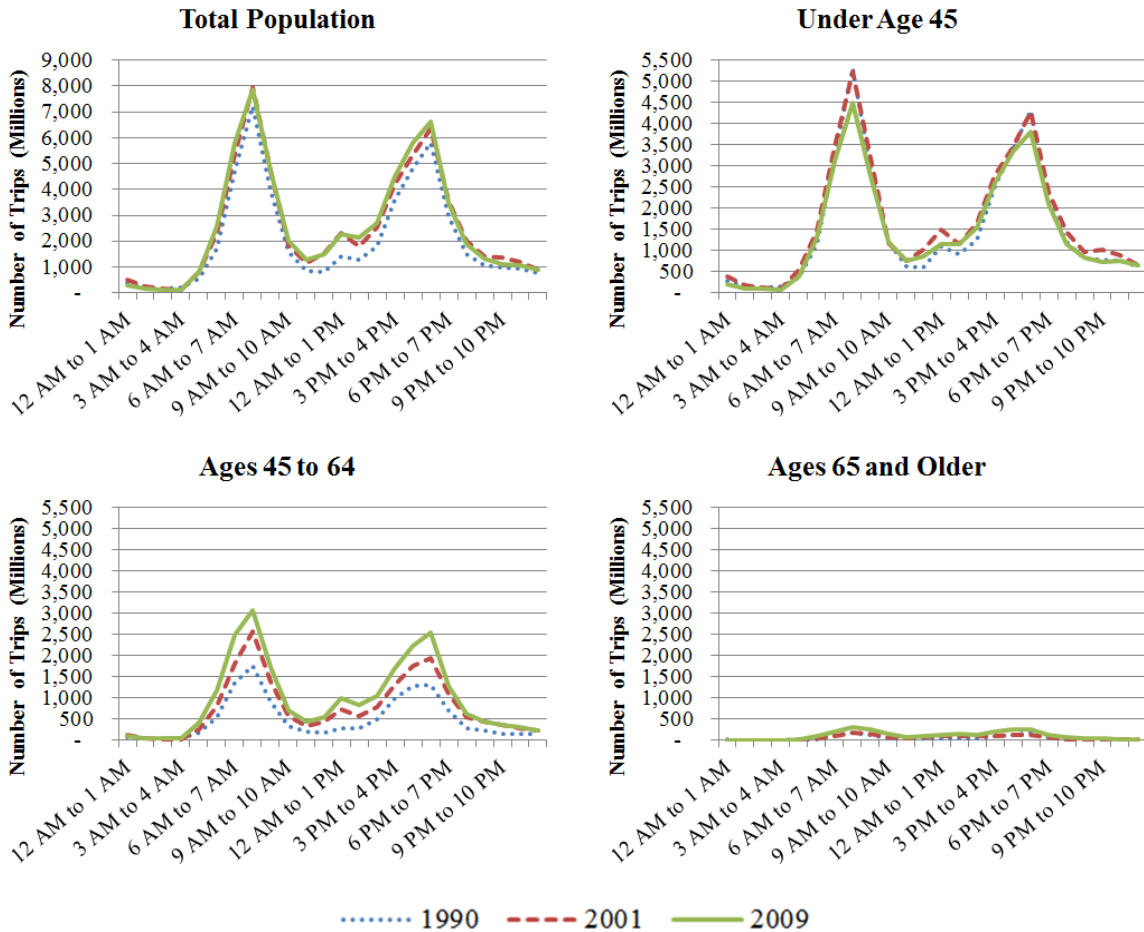 Total Population
Number of Trips (Millions)
9,000
8,000
7,000
6,000
5,000
4,000
3,000
2,000
1,000
-
12 AM to 1 AM
3 AM to 4 AM
6 AM to 7 AM
9 AM to 10 AM
12 AM to 1 PM
3 PM to 4 PM
6 PM to 7 PM
9 PM to 10 PM
Under Age 45
Number of Trips (Millions)
5,500
5,000
4,500
4,000
3,500
3,000
2,500
2,000
1,500
1,000
500
-
12 AM to 1 AM
3 AM to 4 AM
6 AM to 7 AM
9 AM to 10 AM
12 AM to 1 PM
3 PM to 4 PM
6 PM to 7 PM
9 PM to 10 PM
Ages 45 to 64
Number of Trips (Millions)
5,500
5,000
4,500
4,000
3,500
3,000
2,500
2,000
1,500
1,000
500
-
12 AM to 1 AM
3 AM to 4 AM
6 AM to 7 AM
9 AM to 10 AM
12 AM to 1 PM
3 PM to 4 PM
6 PM to 7 PM
9 PM to 10 PM
Ages 65 and Older
Number of Trips (Millions)
5,500
5,000
4,500
4,000
3,500
3,000
2,500
2,000
1,500
1,000
500
-
12 AM to 1 AM
3 AM to 4 AM
6 AM to 7 AM
9 AM to 10 AM
12 AM to 1 PM
3 PM to 4 PM
6 PM to 7 PM
9 PM to 10 PM
1990
2001
2009